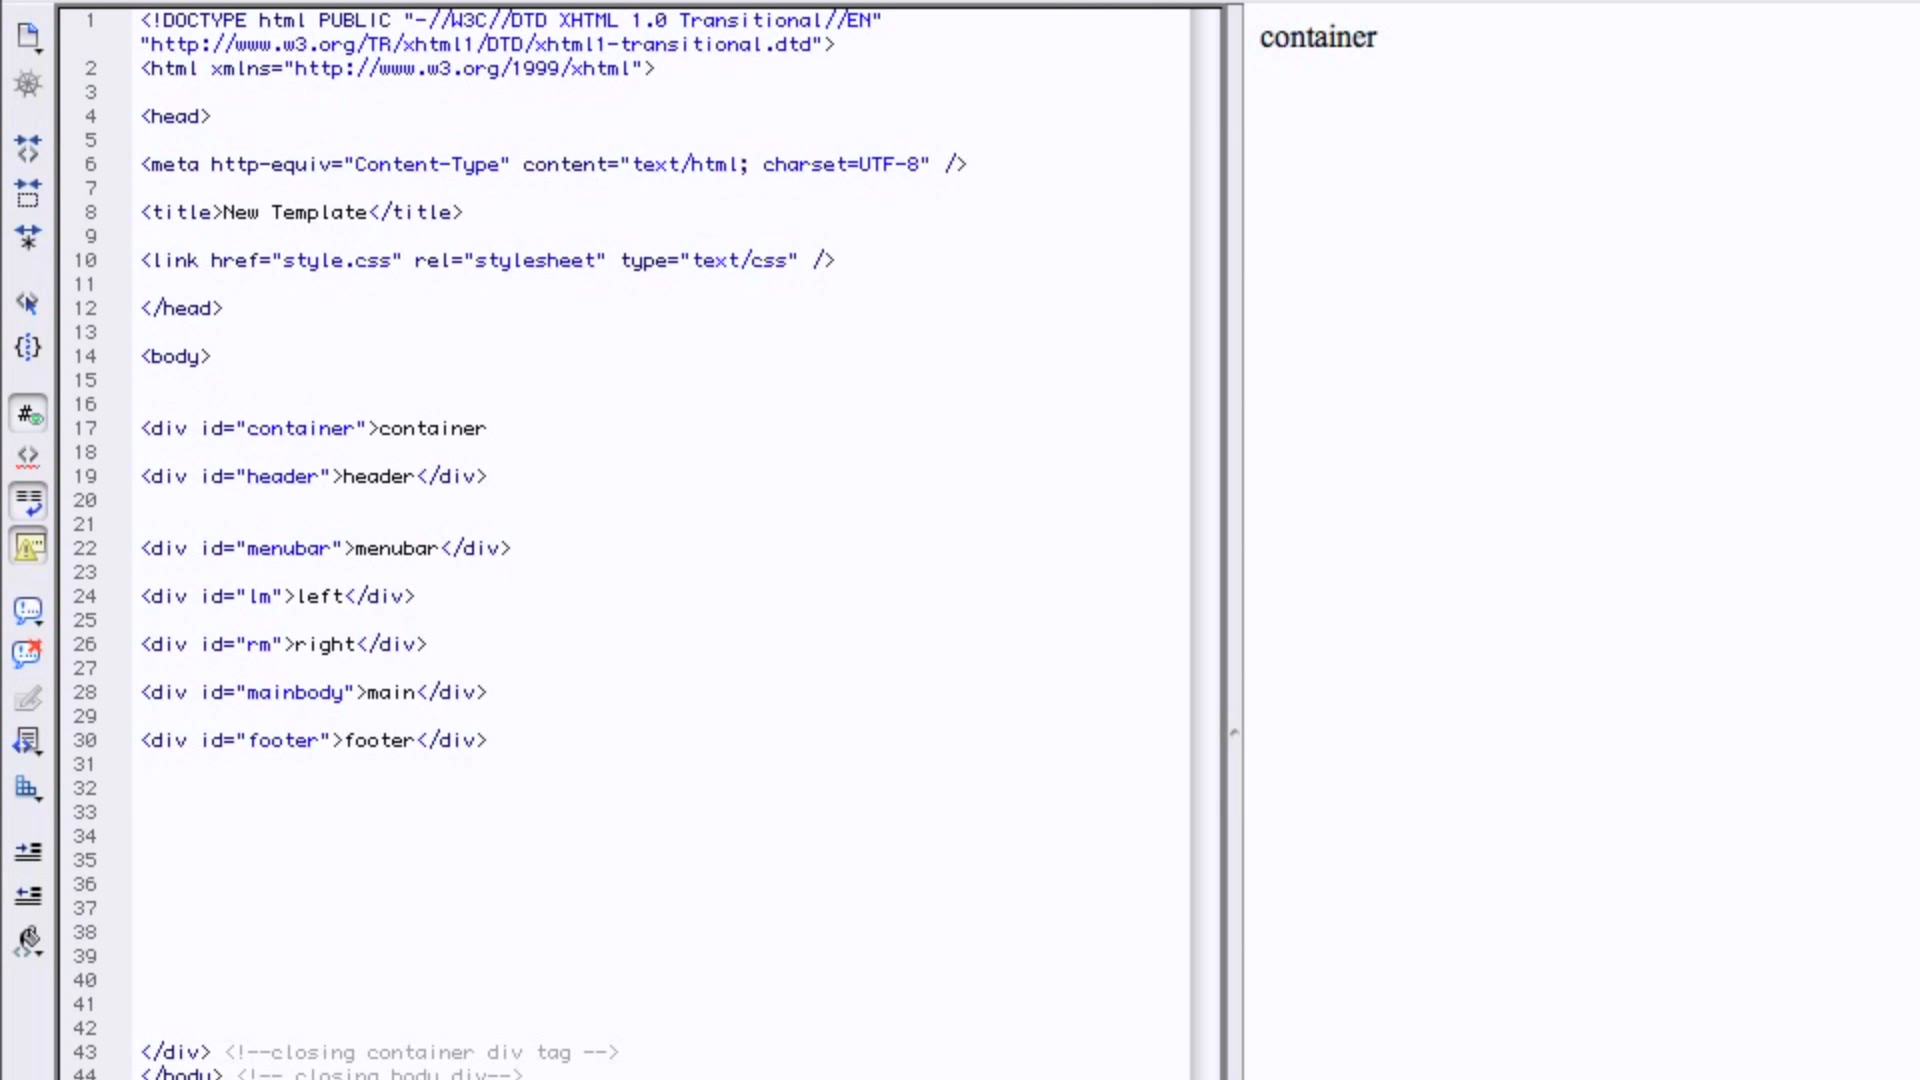 1 <!DOCTYPE html PUBLIC "-//W3C//DTD XHTML 1.0 Transitional//EN"
"http://www.w3.org/TR/xhtml1/DTD/xhtml1-transitional.dtd">
2 <html xmlns="http://www.w3.org/1999/xhtml">
3
4 <head>
5
6 <meta http-equiv="Content-Type" content="text/html; charset=UTF-8" />
7
8 <title>New Template</title>
9
10 <link href="style.css" rel="stylesheet" type="text/css" />
11
12 </head>
13
14 <body>
15
16
17 <div id="container">container
18
19 <div id="header">header</div>
20
21
22 <div id="menubar">menubar</div>
23
24 <div id="lm">left</div>
25
26 <div id="rm">right</div>
27
28 <div id="mainbody">main</div>
29
30 <div id="footer">footer</div>
31
32
33
34
35
36
37
38
39
40
41
42
43 </div> <!--closing container div tag -->
44 </body> <!-- closing body div-->
container